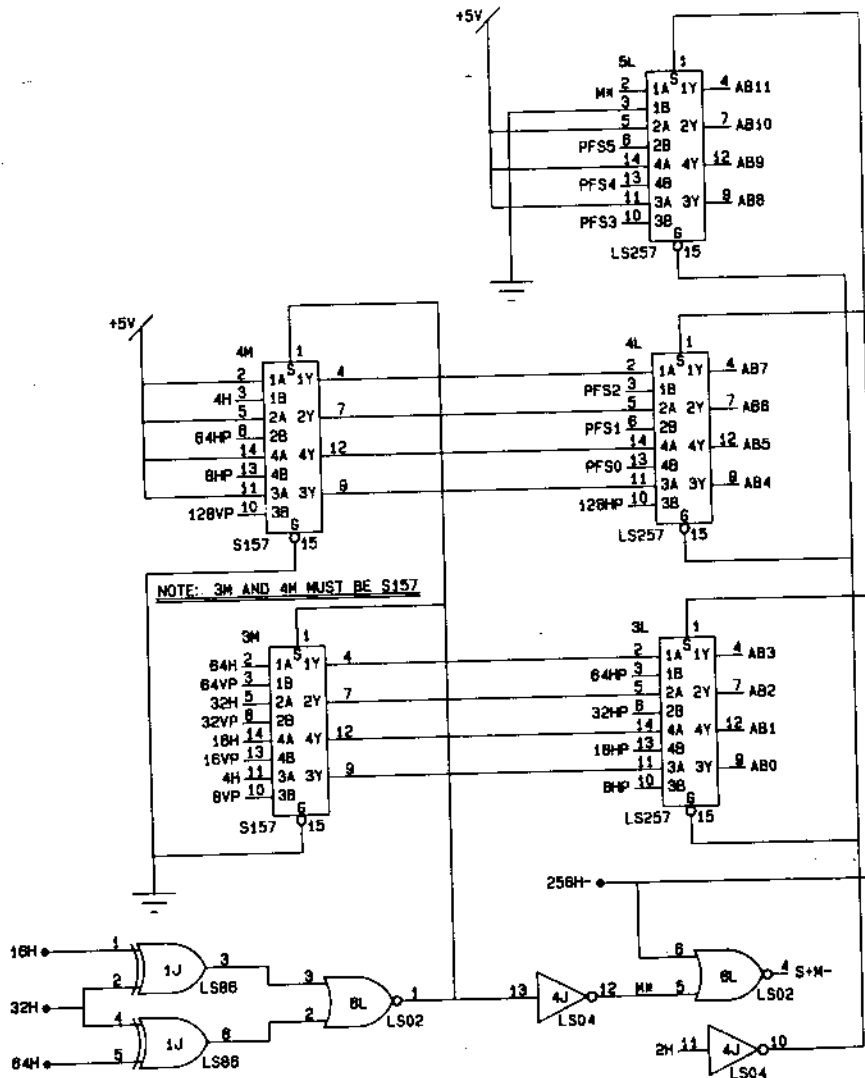 +5V
5L
1
S
M* 2 1A 1Y 4 AB11
3 1B
5 2A 2Y 7 AB10
PFS5 6 2B
14 4A 4Y 12 AB9
PFS4 13 4B
11 3A 3Y 9 AB8
PFS3 10 3B
G
LS257 15
+5V
4M
1
S
2 1A 1Y 4
4H 3 1B
5 2A 2Y 7
64HP 6 2B
14 4A 4Y 12
8HP 13 4B
11 3A 3Y 9
128VP 10 3B
G
S157 15
4L
1
S
2 1A 1Y 4 AB7
PFS2 3 1B
5 2A 2Y 7 AB6
PFS1 6 2B
14 4A 4Y 12 AB5
PFS0 13 4B
11 3A 3Y 9 AB4
128HP 10 3B
G
LS257 15
NOTE: 3M AND 4M MUST BE S157
3M
1
S
64H 2 1A 1Y 4
64VP 3 1B
32H 5 2A 2Y 7
32VP 6 2B
16H 14 4A 4Y 12
16VP 13 4B
4H 11 3A 3Y 9
8VP 10 3B
G
S157 15
3L
1
S
2 1A 1Y 4 AB3
64HP 3 1B
5 2A 2Y 7 AB2
32HP 6 2B
14 4A 4Y 12 AB1
16HP 13 4B
11 3A 3Y 9 AB0
8HP 10 3B
G
LS257 15
256H-
16H 1
1J 3
2 LS86
32H
4
1J 6
64H 5 LS86
3
6L 1
2 LS02
13 4J 12 M*
LS04
6
6L 4 S+M-
5 LS02
2H 11 4J 10
LS04